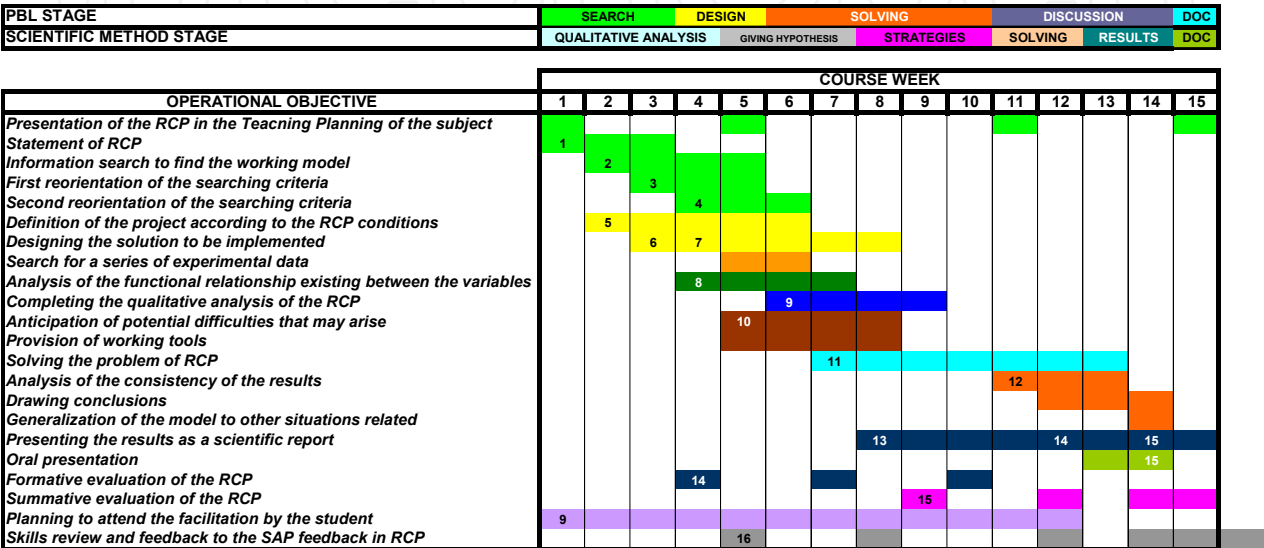 PBL STAGE SEARCH DESIGN SOLVING DISCUSSION DOC
SCIENTIFIC METHOD STAGE QUALITATIVE ANALYSIS GIVING HYPOTHESIS STRATEGIES SOLVING RESULTS DOC
COURSE WEEK
OPERATIONAL OBJECTIVE 1 2 3 4 5 6 7 8 9 10 11 12 13 14 15
Presentation of the RCP in the Teacning Planning of the subject
Statement of RCP 1
Information search to find the working model 2
First reorientation of the searching criteria 3
Second reorientation of the searching criteria 4
Definition of the project according to the RCP conditions 5
Designing the solution to be implemented 6 7
Search for a series of experimental data
Analysis of the functional relationship existing between the variables 8
Completing the qualitative analysis of the RCP 9
Anticipation of potential difficulties that may arise 10
Provision of working tools
Solving the problem of RCP 11
Analysis of the consistency of the results 12
Drawing conclusions
Generalization of the model to other situations related
Presenting the results as a scientific report 13 14 15
Oral presentation 15
Formative evaluation of the RCP 14
Summative evaluation of the RCP 15
Planning to attend the facilitation by the student 9
Skills review and feedback to the SAP feedback in RCP 16